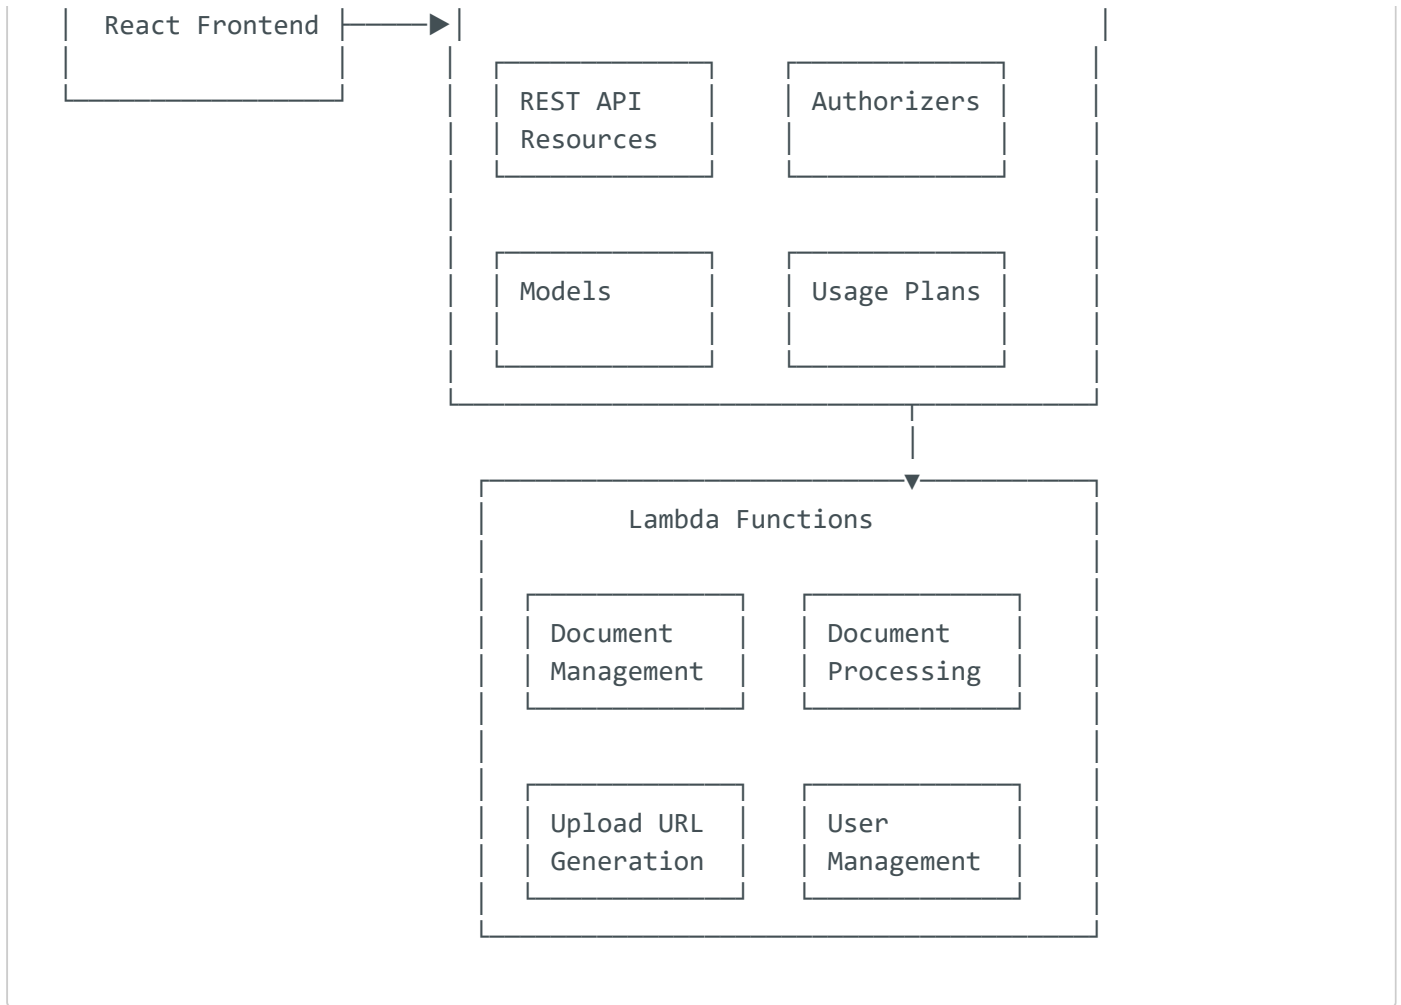 React Frontend
REST API Authorizers
Resources
Models Usage Plans
Lambda Functions
Document Document
Management Processing
Upload URL User
Generation Management